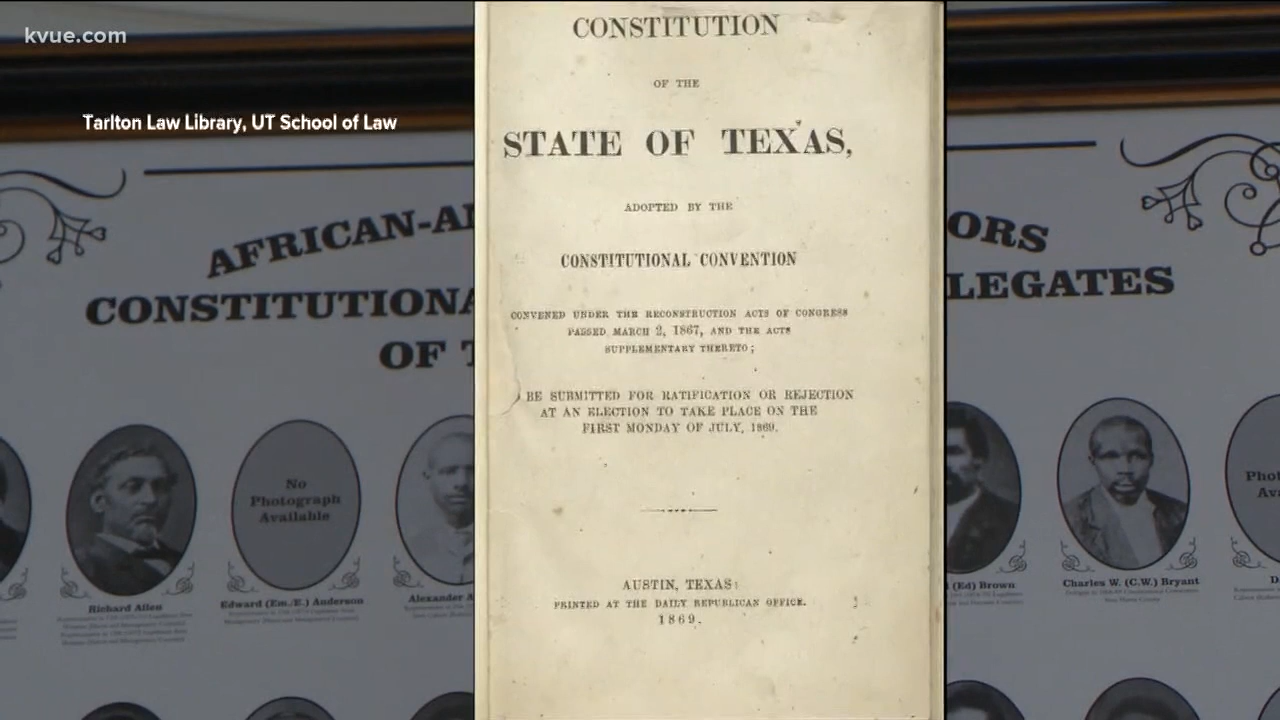 kvue.com
Tarlton Law Library, UT School of Law
CONSTITUTION
OF THE
STATE OF TEXAS,
ADOPTED BY THE
CONSTITUTIONAL CONVENTION
CONVENED UNDER THE RECONSTRUCTION ACTS OF CONGRESS
PASSED MARCH 2, 1867, AND THE ACTS
SUPPLEMENTARY THERETO;
BE SUBMITTED FOR RATIFICATION OR REJECTION
AT AN ELECTION TO TAKE PLACE ON THE
FIRST MONDAY OF JULY, 1869.
AUSTIN, TEXAS:
PRINTED AT THE DAILY REPUBLICAN OFFICE.
1869.
AFRICAN-A
ORS
CONSTITUTIONA
LEGATES
OF T
No
Photograph
Available
Richard Allen
Edward (Em./E.) Anderson
Alexander A
(Ed) Brown
Charles W. (C.W.) Bryant